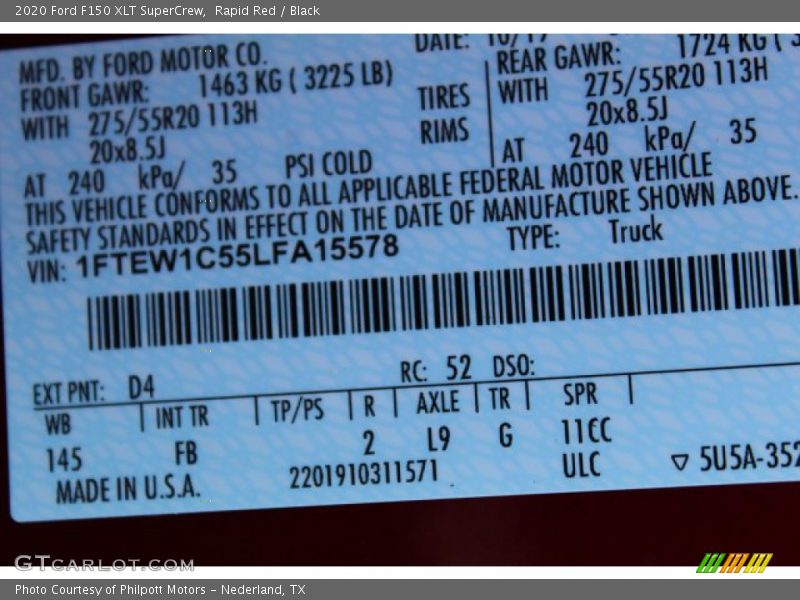 2020 Ford F150 XLT SuperCrew, Rapid Red / Black
MFD. BY FORD MOTOR CO.
DATE:
FRONT GAWR: 1463 KG ( 3225 LB)
REAR GAWR: 1724 KG (
WITH 275/55R20 113H TIRES
WITH 275/55R20 113H
20x8.5J RIMS
20x8.5J
AT 240 kPa/ 35 PSI COLD
AT 240 kPa/ 35
THIS VEHICLE CONFORMS TO ALL APPLICABLE FEDERAL MOTOR VEHICLE
SAFETY STANDARDS IN EFFECT ON THE DATE OF MANUFACTURE SHOWN ABOVE.
VIN: 1FTEW1C55LFA15578 TYPE: Truck
EXT PNT: D4 RC: 52 DSO:
WB INT TR TP/PS R AXLE TR SPR
145 FB 2 L9 G 11CC
MADE IN U.S.A. 2201910311571 ULC ▽ 5U5A-352
GTCARLOT.COM
Photo Courtesy of Philpott Motors - Nederland, TX